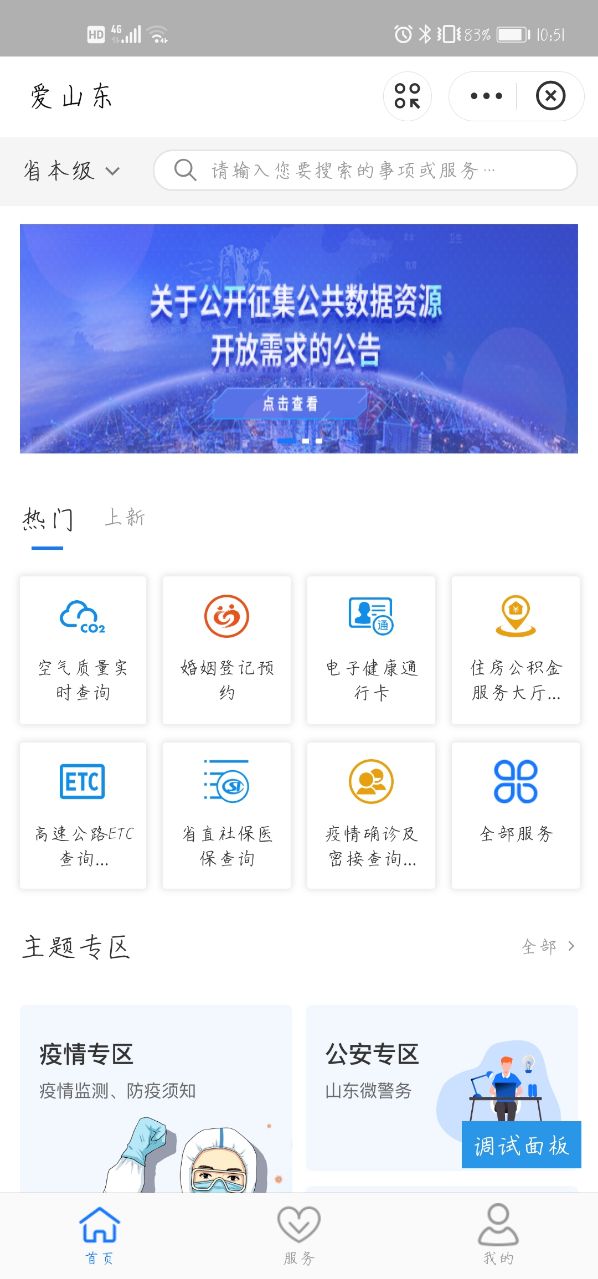 HD 4G 83% 10:51
爱山东
省本级 请输入您要搜索的事项或服务…
关于公开征集公共数据资源
开放需求的公告
点击查看
热门 上新
CO2
空气质量实
时查询
婚姻登记预
约
通
电子健康通
行卡
住房公积金
服务大厅...
ETC
高速公路ETC
查询...
省直社保医
保查询
疫情确诊及
密接查询...
全部服务
主题专区 全部
疫情专区
疫情监测、防疫须知
公安专区
山东微警务
调试面板
首页 服务 我的